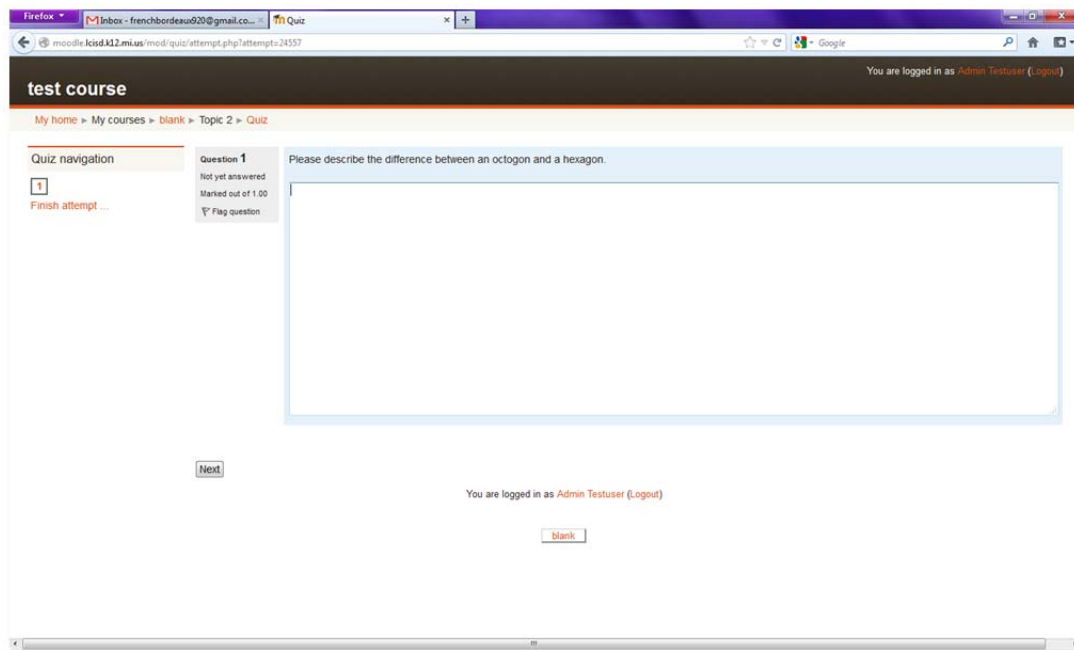 Firefox
Inbox - frenchbordeaux920@gmail.co...
Quiz
moodle.lcisd.k12.mi.us/mod/quiz/attempt.php?attempt=24557
Google
You are logged in as Admin Testuser (Logout)
test course
My home ► My courses ► blank ► Topic 2 ► Quiz
Quiz navigation
1
Finish attempt ...
Question 1
Not yet answered
Marked out of 1.00
Flag question
Please describe the difference between an octogon and a hexagon.
Next
You are logged in as Admin Testuser (Logout)
blank